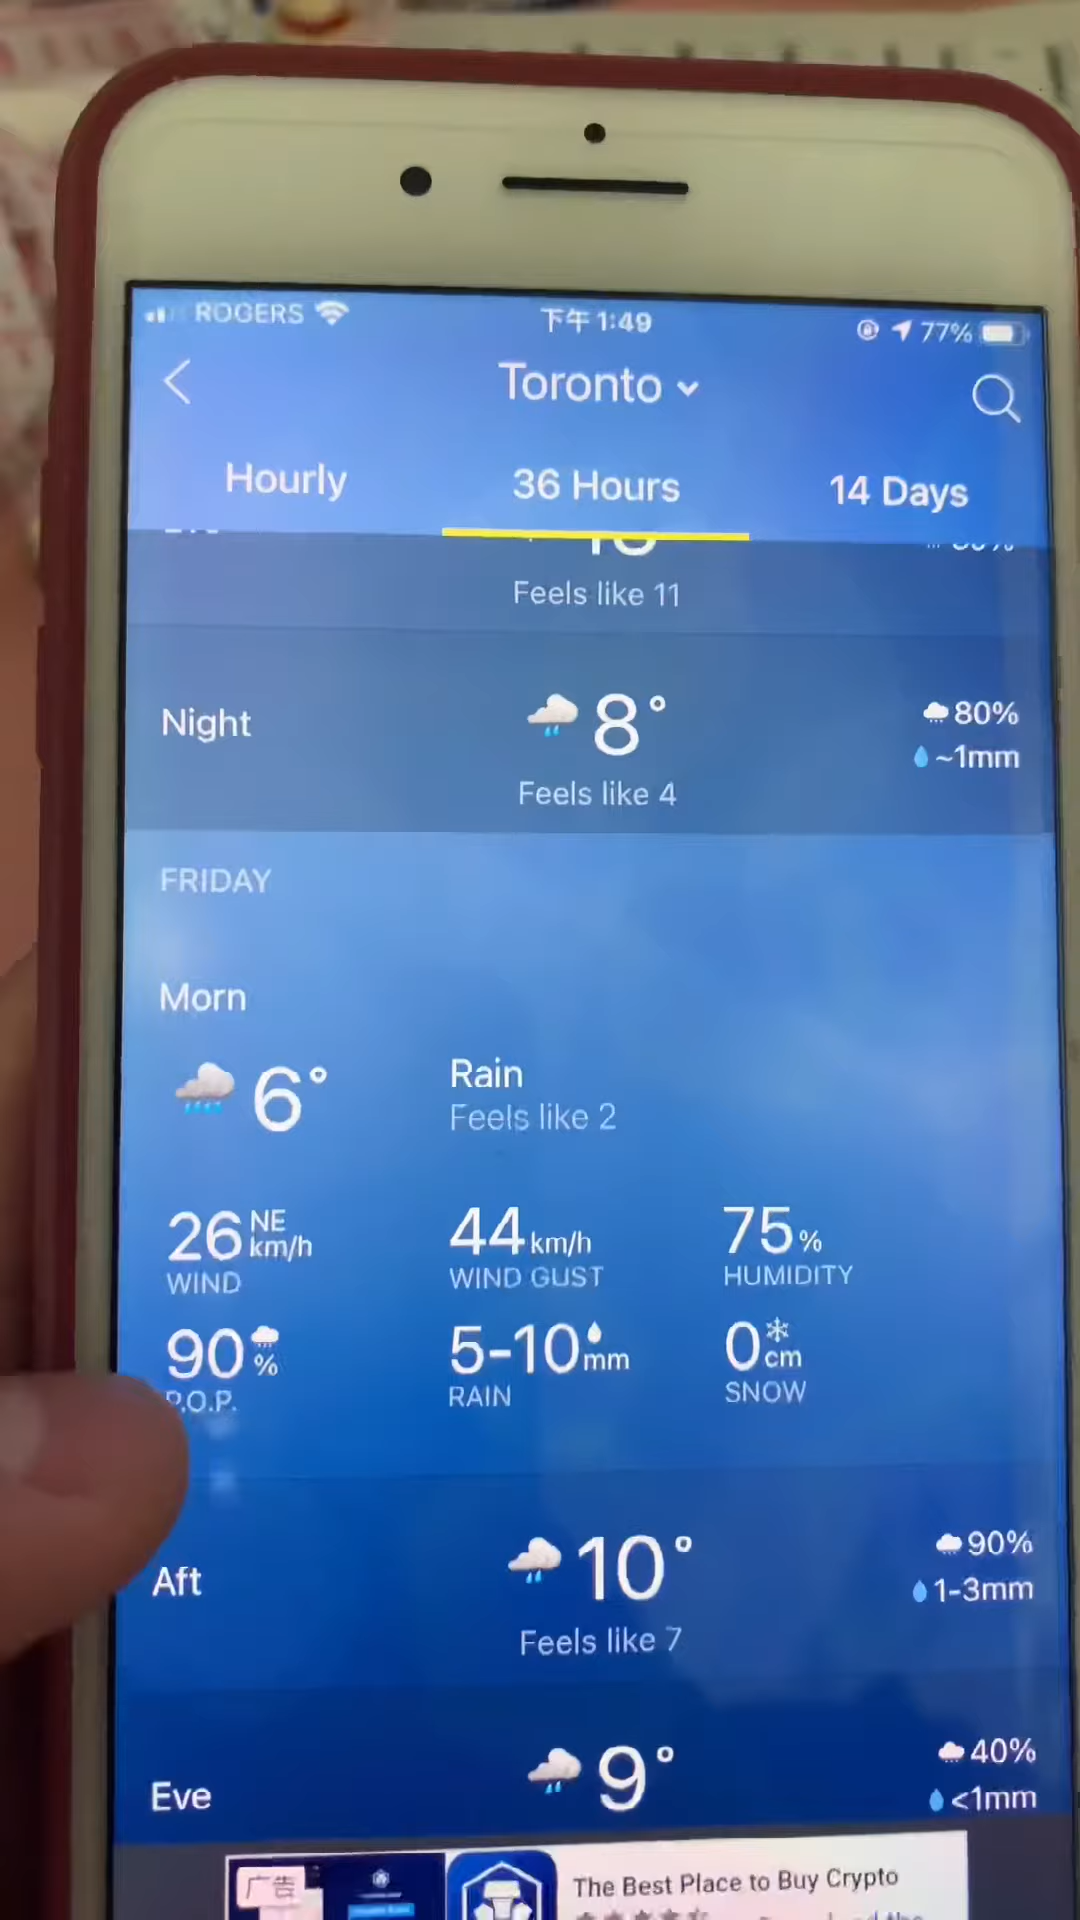 ROGERS 下午1:49 77%
Toronto
Hourly 36 Hours 14 Days
Feels like 11
Night 8° 80%
~1mm
Feels like 4
FRIDAY
Morn
6° Rain
Feels like 2
26 NE km/h 44 km/h 75 %
WIND WIND GUST HUMIDITY
90 % 5-10 mm 0 cm
P.O.P. RAIN SNOW
Aft 10° 90%
1-3mm
Feels like 7
Eve 9° 40%
<1mm
广告 The Best Place to Buy Crypto